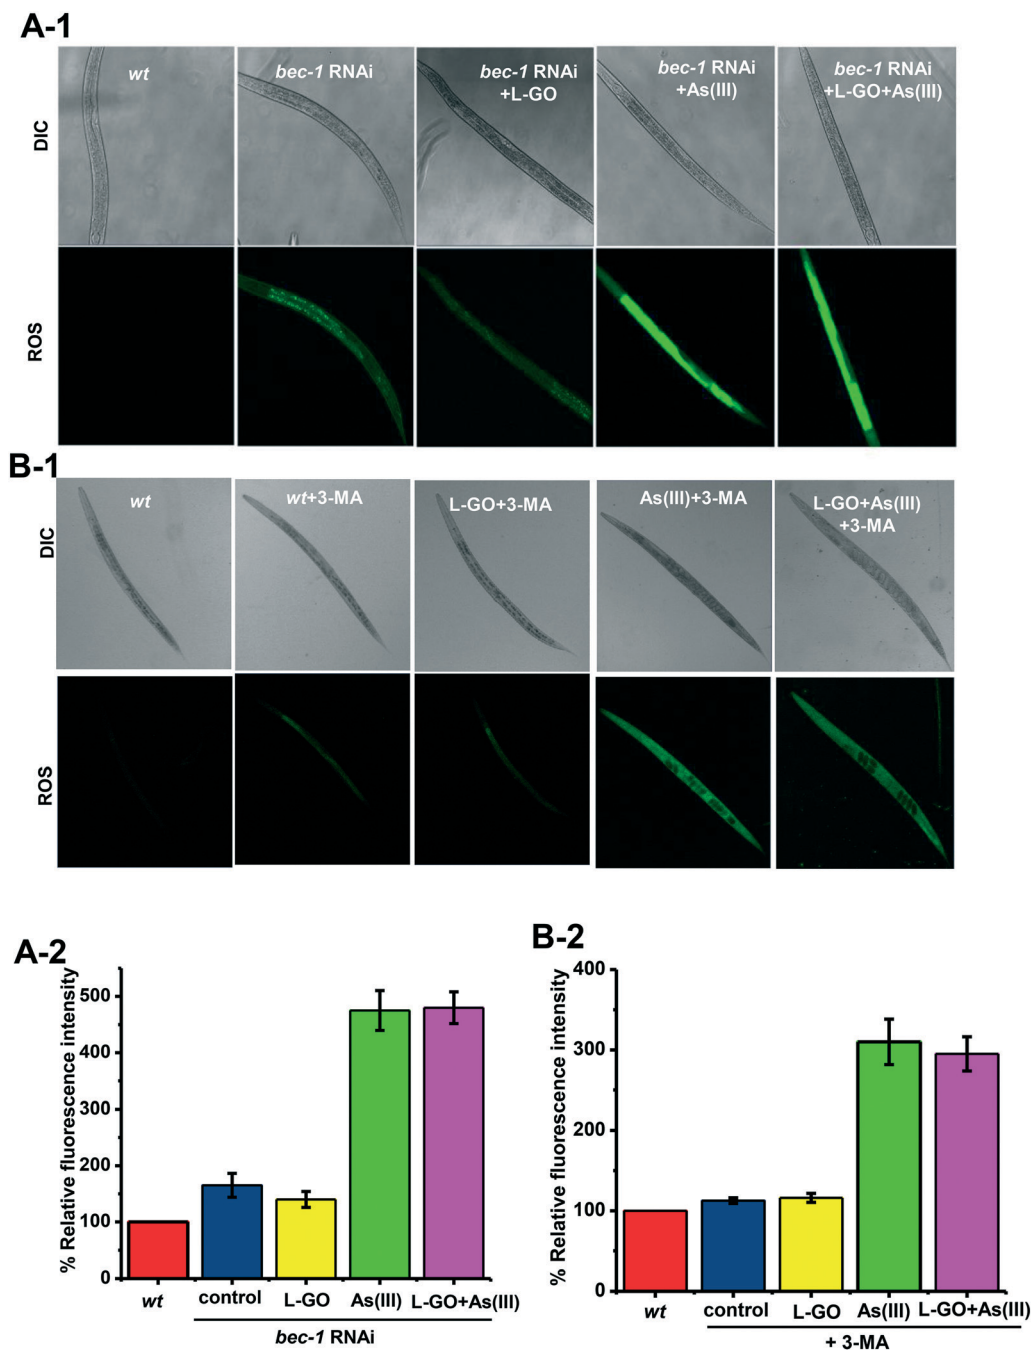 A-1
wt
bec-1 RNAi
bec-1 RNAi
+L-GO
bec-1 RNAi
+As(III)
bec-1 RNAi
+L-GO+As(III)
DIC
ROS
B-1
wt
wt+3-MA
L-GO+3-MA
As(III)+3-MA
L-GO+As(III)
+3-MA
DIC
ROS
A-2
% Relative fluorescence intensity
500
400
300
200
100
0
wt
control
L-GO
As(III)
L-GO+As(III)
bec-1 RNAi
B-2
% Relative fluorescence intensity
400
300
200
100
0
wt
control
L-GO
As(III)
L-GO+As(III)
+ 3-MA